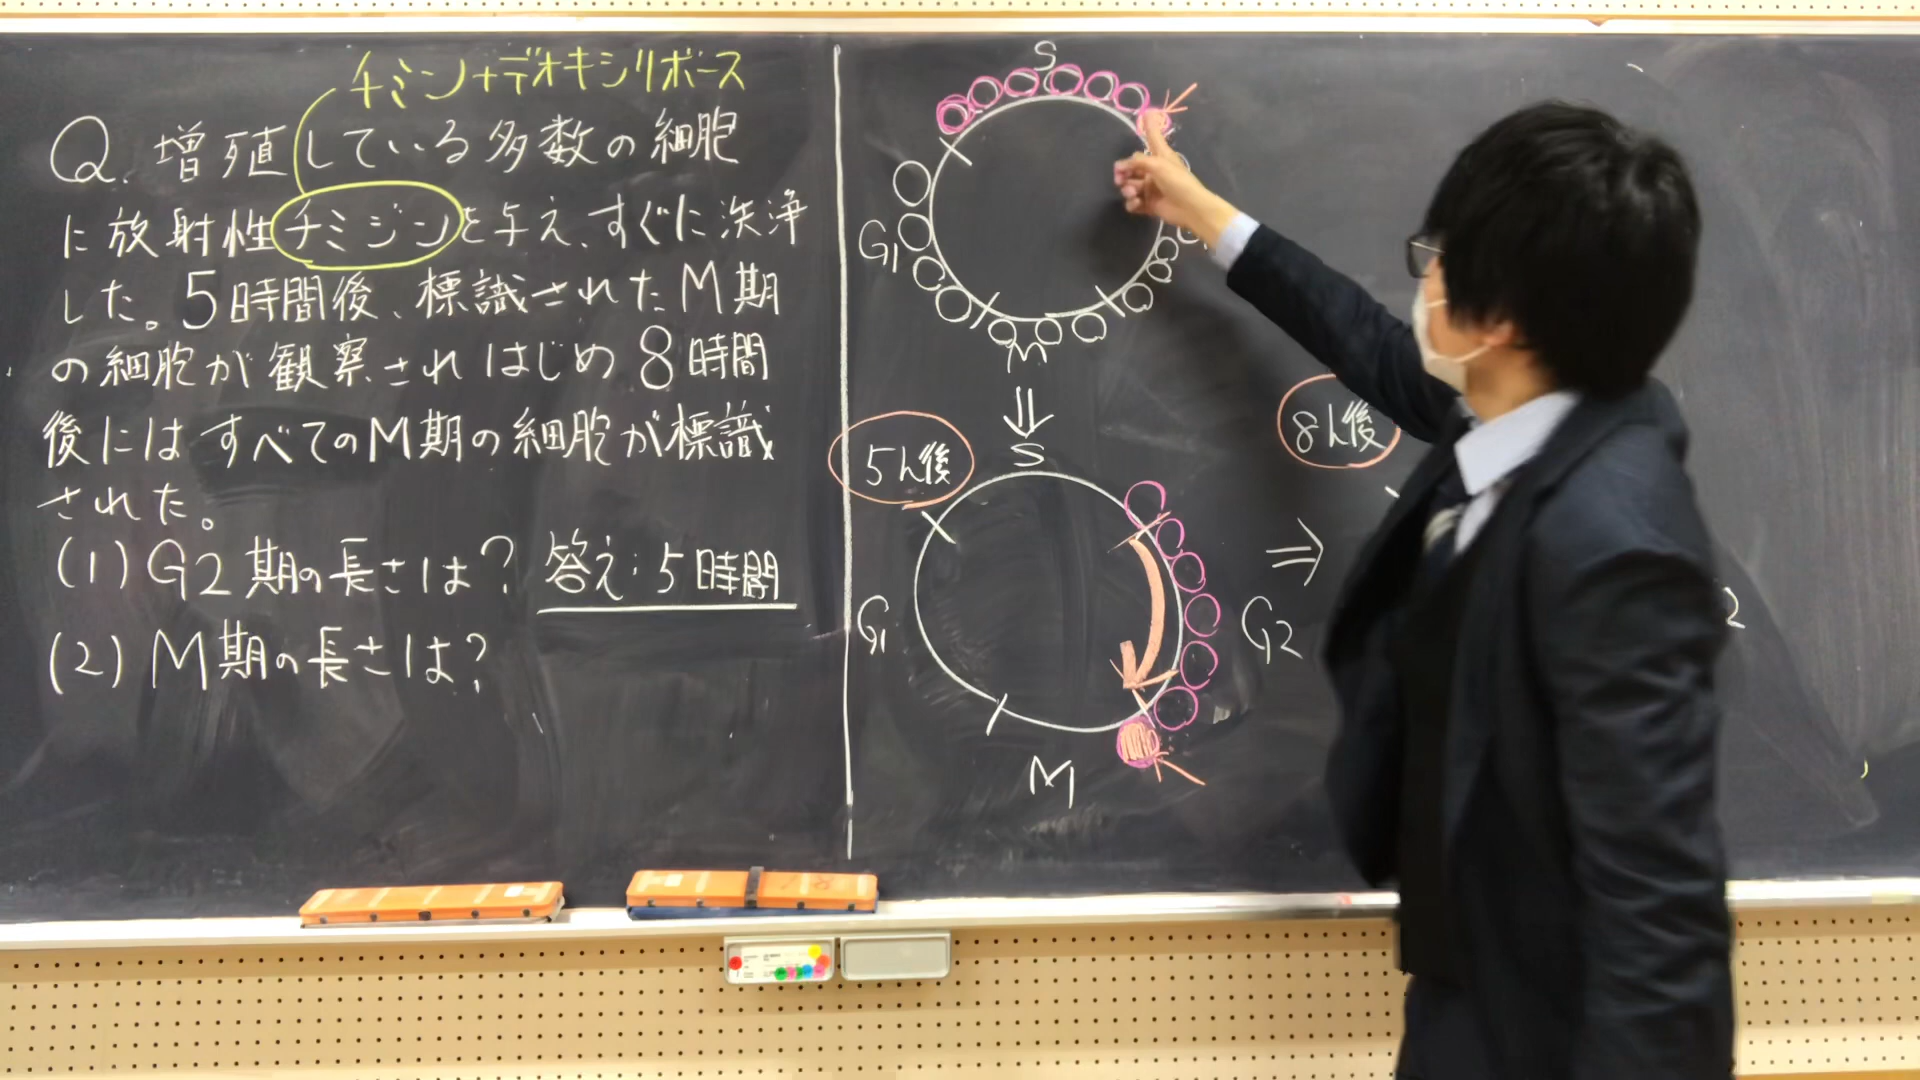 チミン+デオキシリボース
Q. 増殖している多数の細胞
に放射性チミジンを与え、すぐに洗浄
した。5時間後、標識されたM期
の細胞が観察されはじめ8時間
後にはすべてのM期の細胞が標識
された。
(1) G2期の長さは? 答え:5時間
(2) M期の長さは?
S
G1
M
⇓
5h後
S
G1
G2
M
⇒
8h後
2